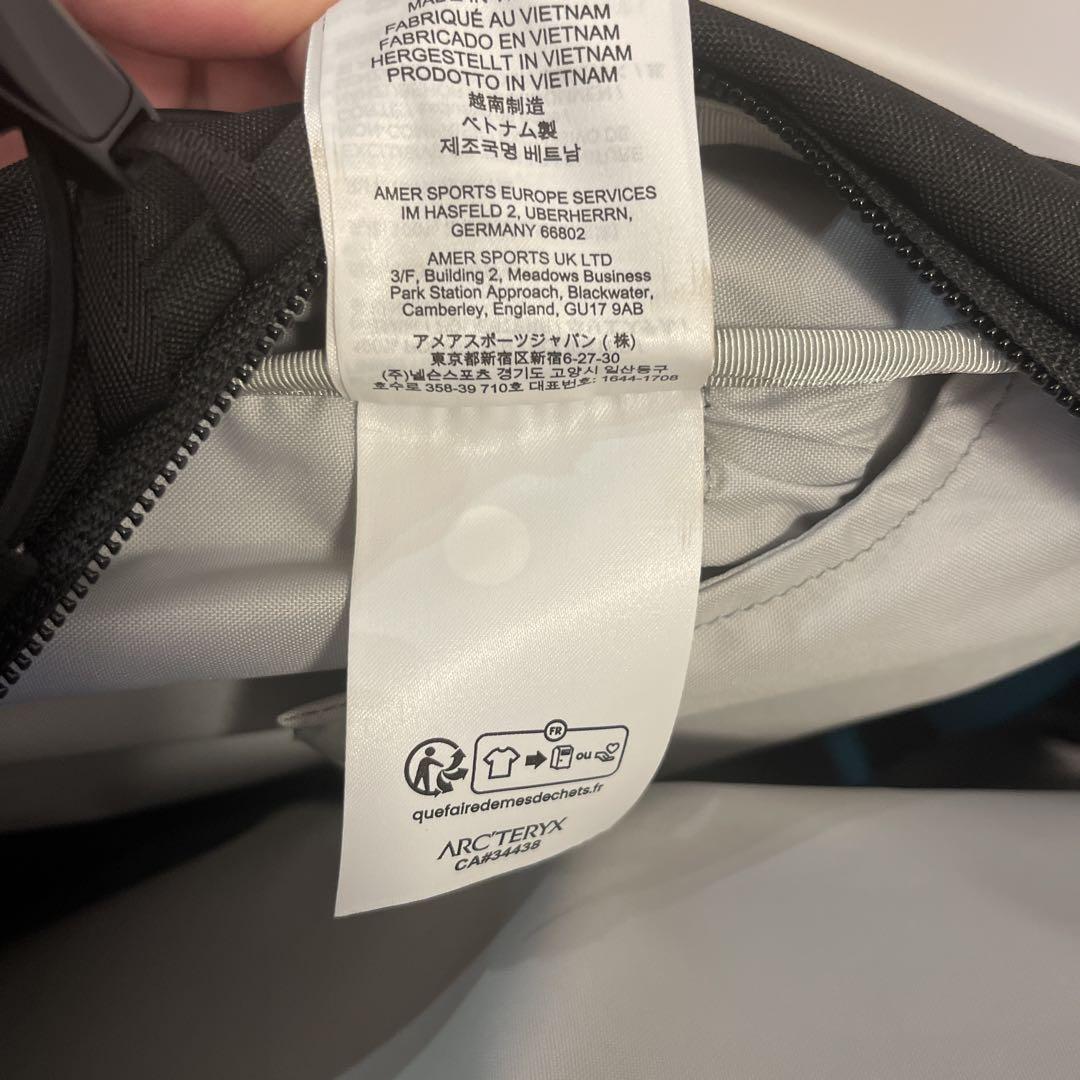 MADE IN VIETNAM
FABRIQUÉ AU VIETNAM
FABRICADO EN VIETNAM
HERGESTELLT IN VIETNAM
PRODOTTO IN VIETNAM
越南制造
ベトナム製
제조국명 베트남
AMER SPORTS EUROPE SERVICES
IM HASFELD 2, UBERHERRN,
GERMANY 66802
AMER SPORTS UK LTD
3/F, Building 2, Meadows Business
Park Station Approach, Blackwater,
Camberley, England, GU17 9AB
アメアスポーツジャパン(株)
東京都新宿区新宿6-27-30
(주)넬슨스포츠 경기도 고양시 일산동구
호수로 358-39 710호 대표번호: 1644-1708
FR
ou
quefairedemesdechets.fr
ARC'TERYX
CA#34438